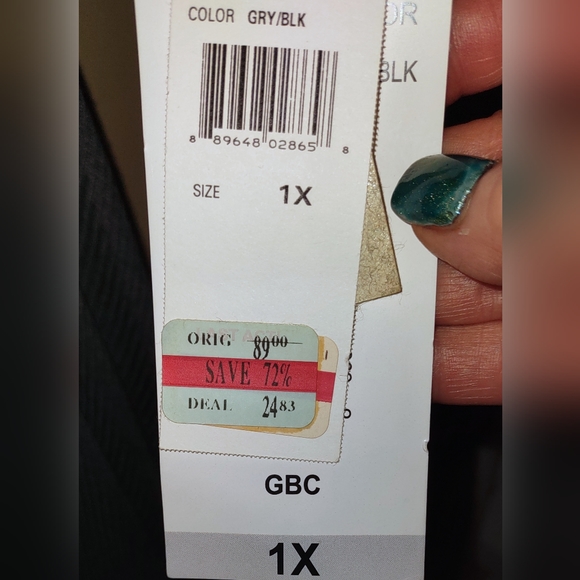 COLOR GRY/BLK
OR
BLK
8 89648 02865 8
SIZE 1X
ORIG 89.00
SAVE 72%
DEAL 24.83
GBC
1X